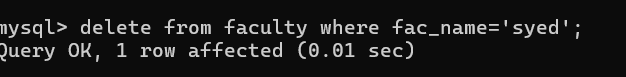 mysql> delete from faculty where fac_name='syed';
Query OK, 1 row affected (0.01 sec)